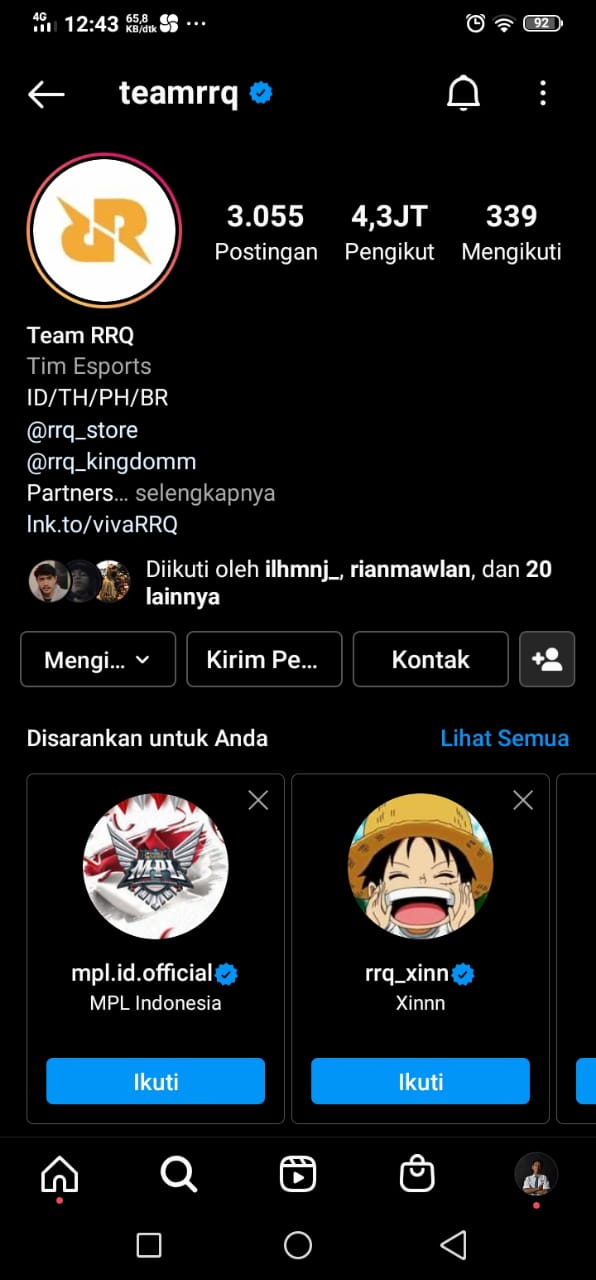 4G 12:43 65,8 KB/dtk ... 92
teamrrq
3.055 4,3JT 339
Postingan Pengikut Mengikuti
Team RRQ
Tim Esports
ID/TH/PH/BR
@rrq_store
@rrq_kingdomm
Partners... selengkapnya
lnk.to/vivaRRQ
Diikuti oleh ilhmnj_, rianmawlan, dan 20
lainnya
Mengi... Kirim Pe... Kontak
Disarankan untuk Anda Lihat Semua
MPL
mpl.id.official rrq_xinn
MPL Indonesia Xinnn
Ikuti Ikuti